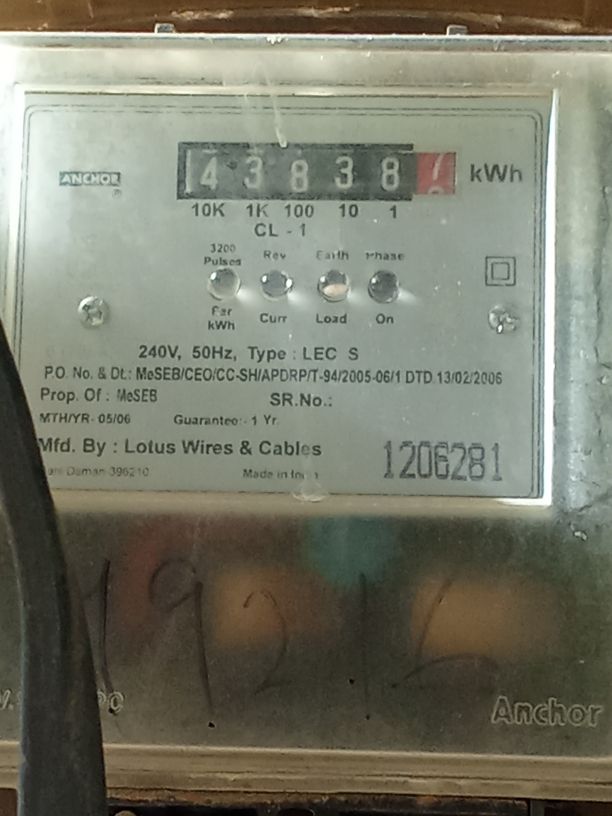 ANCHOR
43838 kWh
10K 1K 100 10 1
CL - 1
3200 Pulses Rev Earth Phase
Per kWh Curr Load On
240V, 50Hz, Type : LEC S
P.O. No. & Dt.: MeSEB/CEO/CC-SH/APDRP/T-94/2005-06/1 DTD.13/02/2006
Prop. Of : MeSEB SR.No.:
MTH/YR- 05/06 Guarantee:- 1 Yr.
Mfd. By : Lotus Wires & Cables
Daman 396210 Made in India 1206281
Anchor